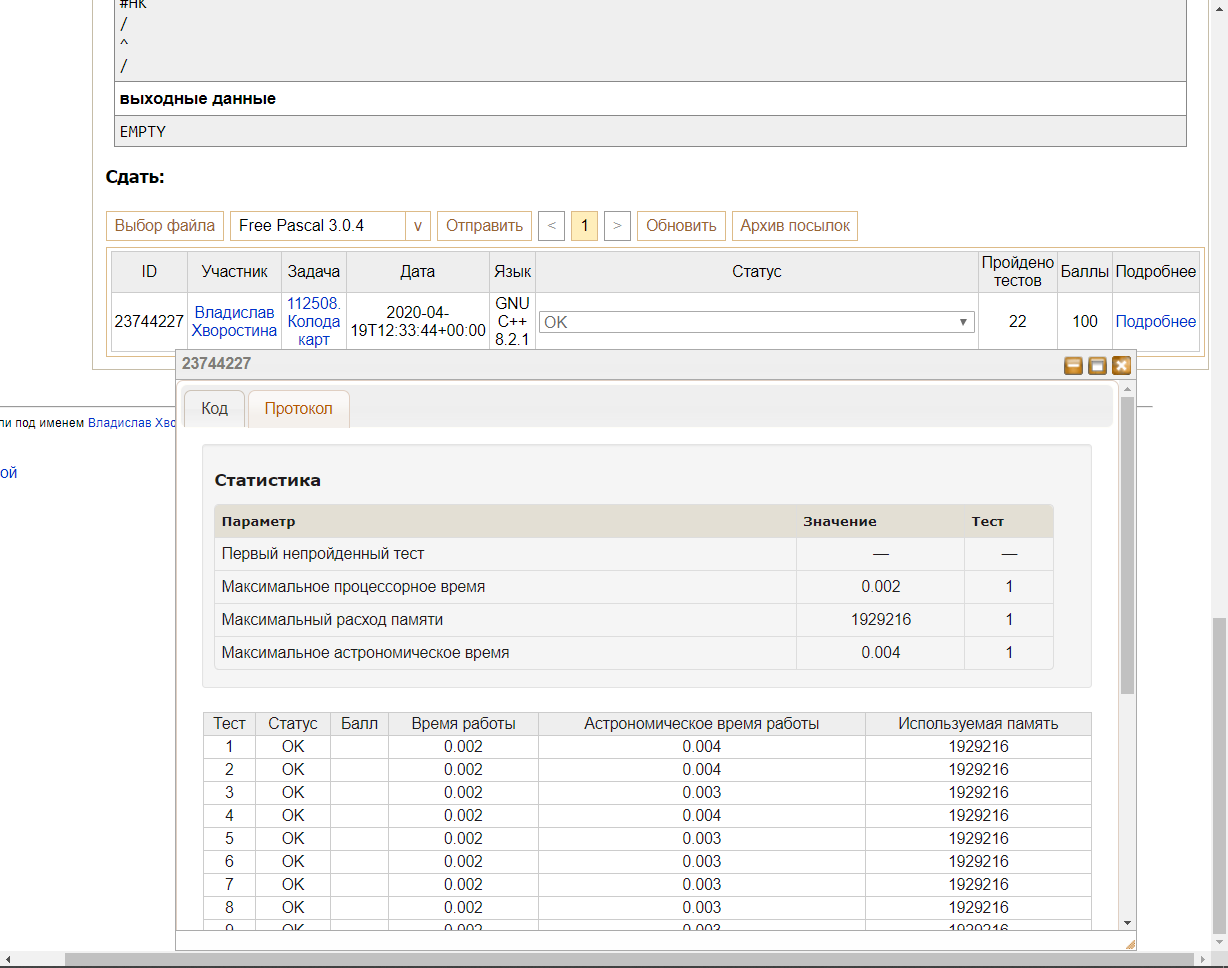 #HK
/
^
/
выходные данные
EMPTY
Сдать:
Выбор файла Free Pascal 3.0.4 v Отправить < 1 > Обновить Архив посылок
ID Участник Задача Дата Язык Статус Пройдено тестов Баллы Подробнее
23744227 Владислав Хворостина 112508. Колода карт 2020-04-19T12:33:44+00:00 GNU C++ 8.2.1 OK ▼ 22 100 Подробнее
23744227
Код Протокол
ли под именем Владислав Хво
ой
Статистика
Параметр Значение Тест
Первый непройденный тест — —
Максимальное процессорное время 0.002 1
Максимальный расход памяти 1929216 1
Максимальное астрономическое время 0.004 1
Тест Статус Балл Время работы Астрономическое время работы Используемая память
1 OK 0.002 0.004 1929216
2 OK 0.002 0.004 1929216
3 OK 0.002 0.003 1929216
4 OK 0.002 0.004 1929216
5 OK 0.002 0.003 1929216
6 OK 0.002 0.003 1929216
7 OK 0.002 0.003 1929216
8 OK 0.002 0.003 1929216
9 OK 0.002 0.003 1929216